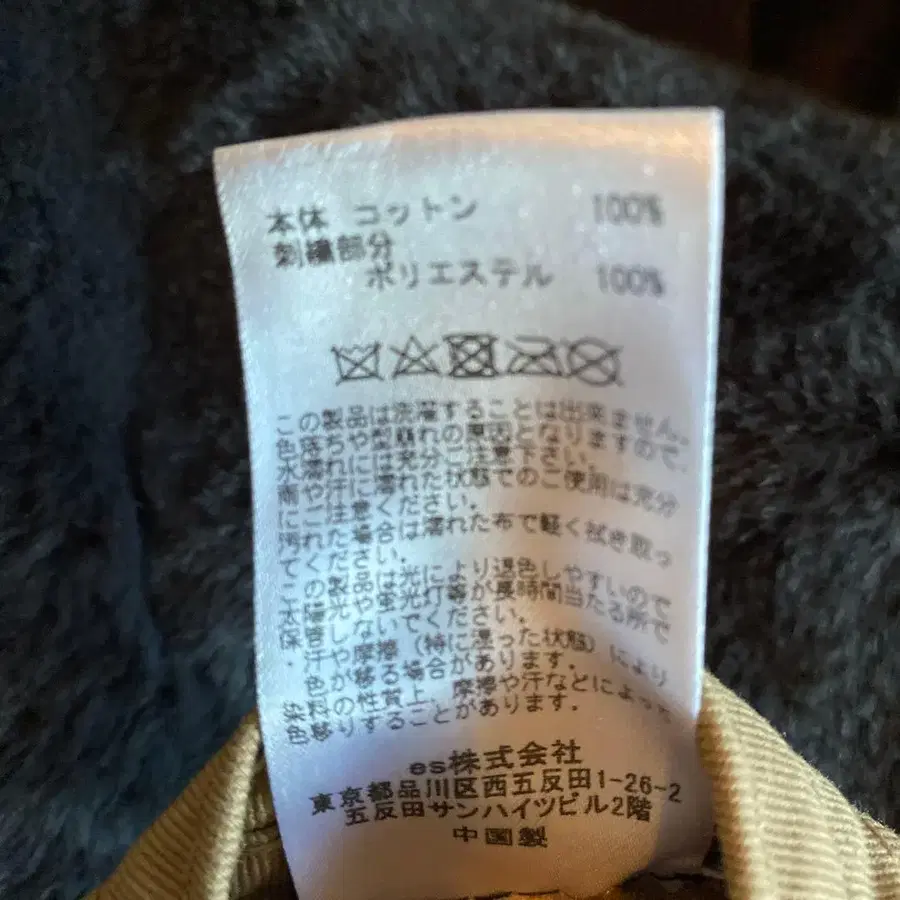 本体 コットン 100%
刺繍部分
ポリエステル 100%
この製品は洗濯することは出来ません。
色落ちや型崩れの原因となりますので、
水濡れには充分ご注意下さい。
雨や汗に濡れた状態でのご使用は充分
にご注意ください。
汚れた場合は濡れた布で軽く拭き取っ
てください。
この製品は光により退色しやすいので
太陽光や蛍光灯等が長時間当たる所で
保管しないでください。
・汗や摩擦(特に湿った状態)により
色が移る場合があります。
染料の性質上、摩擦や汗などによって
色移りすることがあります。
es株式会社
東京都品川区西五反田1-26-2
五反田サンハイツビル2階
中国製